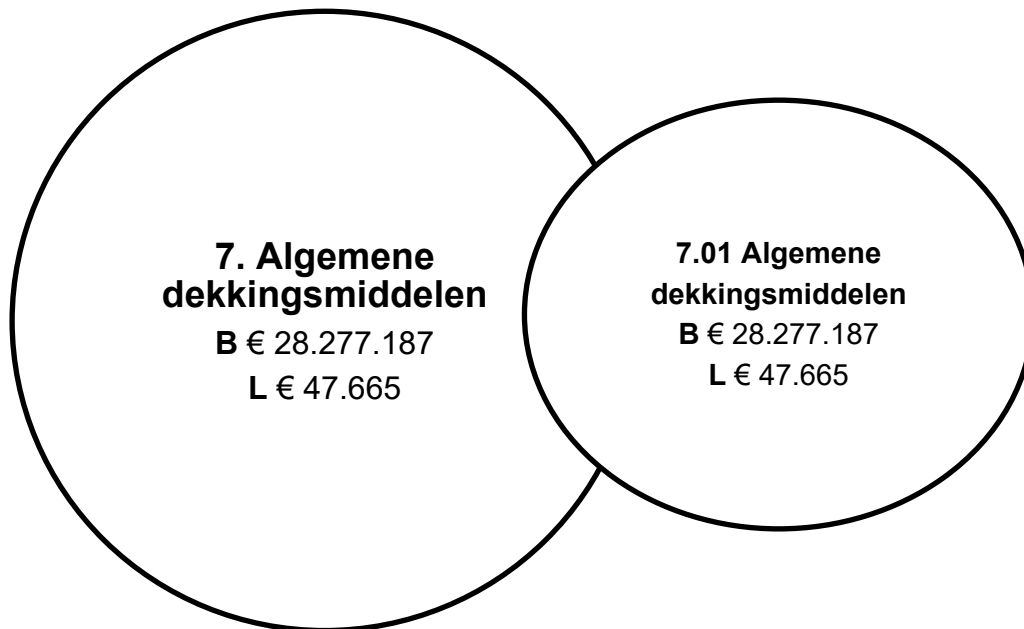 7. Algemene
dekkingsmiddelen
B € 28.277.187
L € 47.665
7.01 Algemene
dekkingsmiddelen
B € 28.277.187
L € 47.665